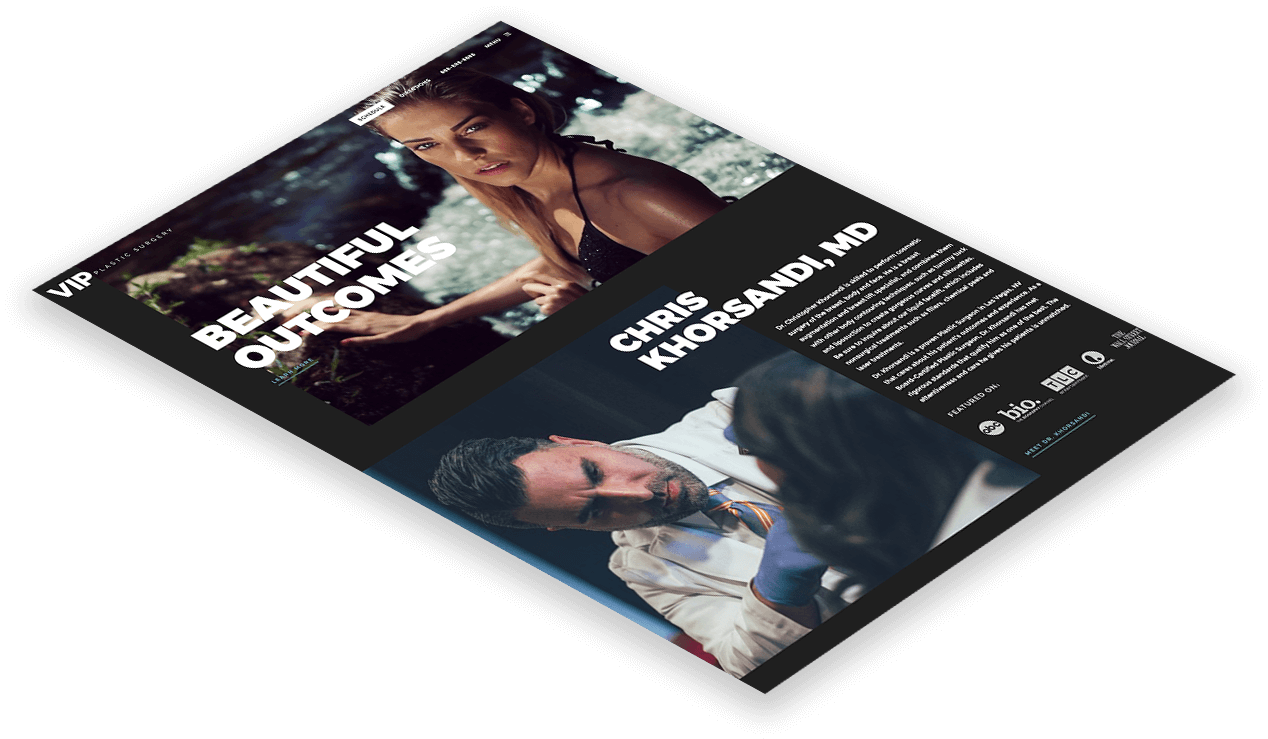 VIP PLASTIC SURGERY
SCHEDULE
DIRECTIONS
MENU
BEAUTIFUL
OUTCOMES
LEARN MORE
CHRIS
KHORSANDI, MD
Dr. Christopher Khorsandi is skilled to perform cosmetic
surgery of the breast, body and face. He is a breast
augmentation and breast lift specialist, and combines them
with other body contouring techniques, such as tummy tuck
and liposuction to create gorgeous curves and silhouettes.
Be sure to inquire about our liquid facelift, which includes
nonsurgical treatments such as fillers, chemical peels and
laser treatments.
Dr. Khorsandi is a proven Plastic Surgeon in Las Vegas, NV
that cares about his patient's outcomes and experience. As a
Board-Certified Plastic Surgeon, Dr. Khorsandi has met
rigorous standards that qualify him as one of the best. The
attentiveness and care he gives his patients is unmatched.
FEATURED ON:
abc
bio.
TLC
THE
WALL STREET
JOURNAL
MEET DR. KHORSANDI